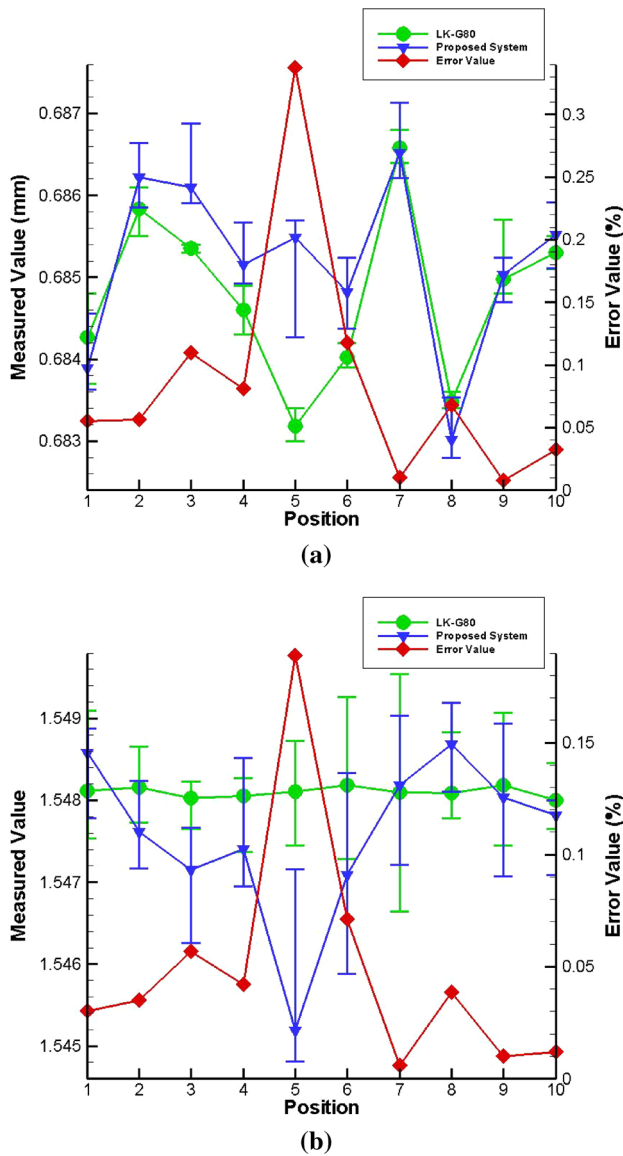 LK-G80
Proposed System
Error Value
Measured Value (mm)
0.687
0.686
0.685
0.684
0.683
0.3
0.25
0.2
0.15
0.1
0.05
0
Error Value (%)
1 2 3 4 5 6 7 8 9 10
Position
(a)
LK-G80
Proposed System
Error Value
Measured Value
1.549
1.548
1.547
1.546
1.545
0.15
0.1
0.05
0
Error Value (%)
1 2 3 4 5 6 7 8 9 10
Position
(b)